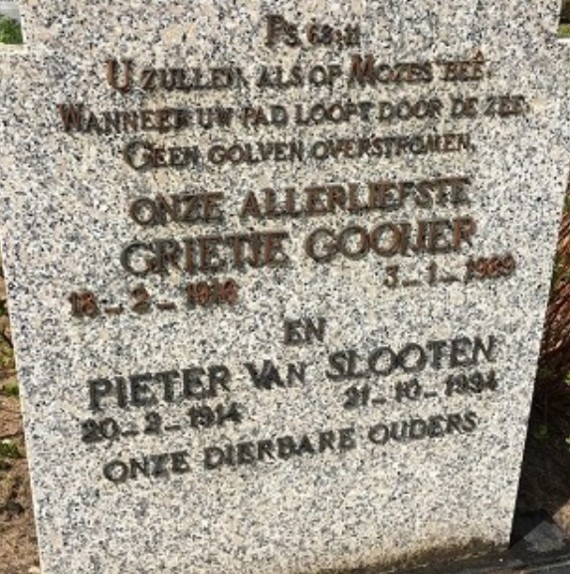 Ps. 68:11
U zullen, als op Mozes beê,
Wanneer uw pad loopt door de zee,
Geen golven overstromen.
ONZE ALLERLIEFSTE
GRIETJE GOOIJER
18-2-1916 3-1-1989
EN
PIETER VAN SLOOTEN
20-2-1914 21-10-1994
ONZE DIERBARE OUDERS